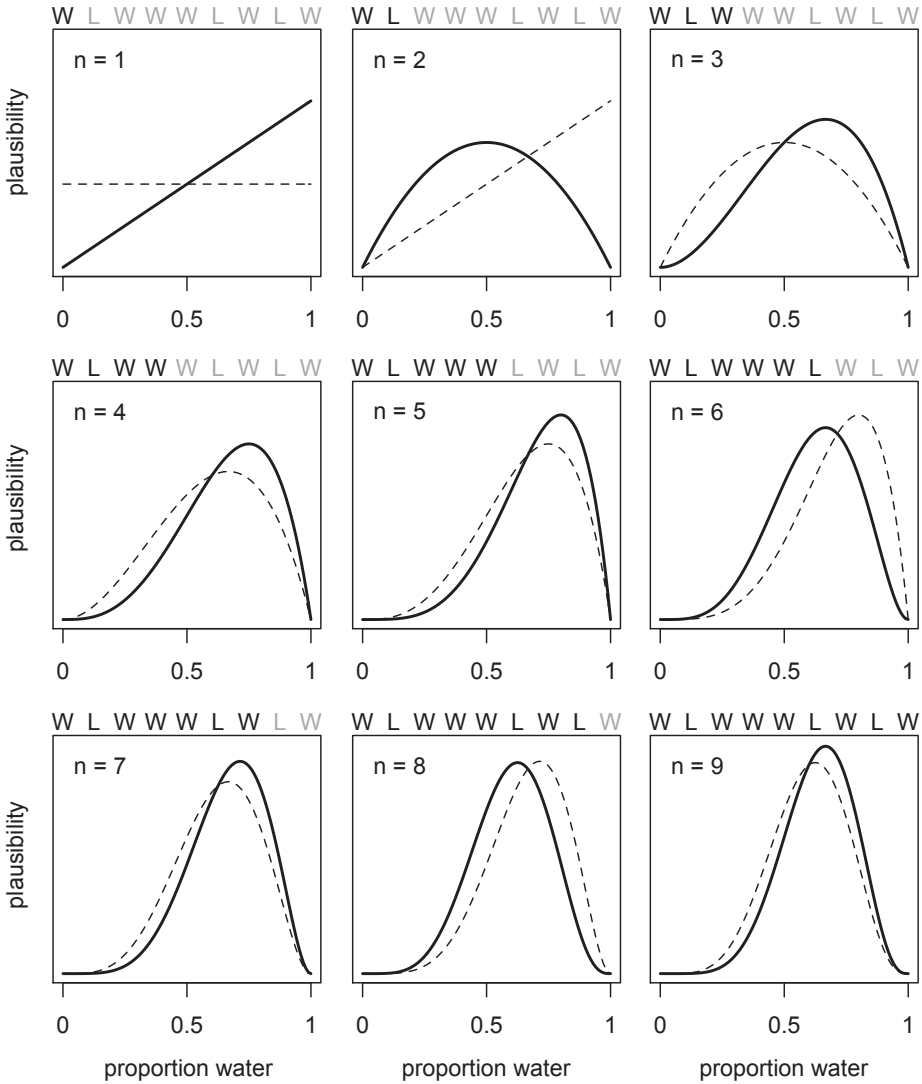 W L W W W L W L W W L W W W L W L W W L W W W L W L W
n = 1 n = 2 n = 3
plausibility
0 0.5 1 0 0.5 1 0 0.5 1
W L W W W L W L W W L W W W L W L W W L W W W L W L W
n = 4 n = 5 n = 6
plausibility
0 0.5 1 0 0.5 1 0 0.5 1
W L W W W L W L W W L W W W L W L W W L W W W L W L W
n = 7 n = 8 n = 9
plausibility
0 0.5 1 0 0.5 1 0 0.5 1
proportion water proportion water proportion water